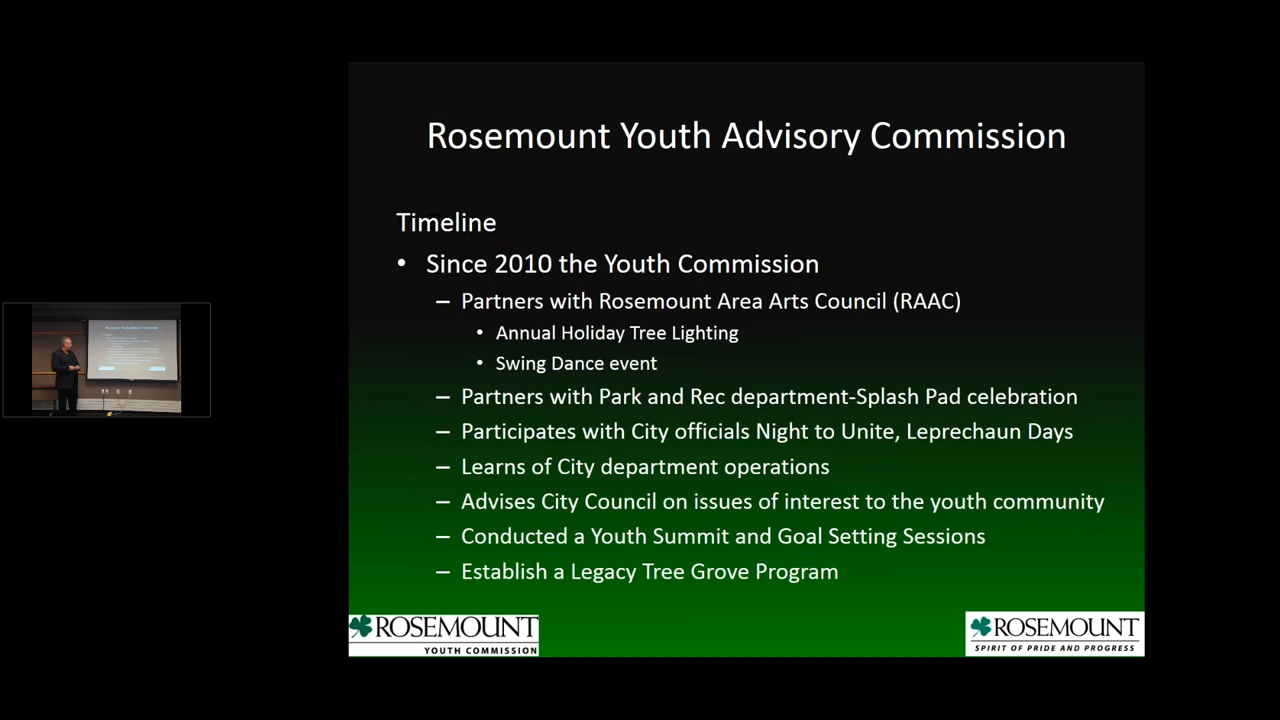 Rosemount Youth Advisory Commission
Timeline
• Since 2010 the Youth Commission
– Partners with Rosemount Area Arts Council (RAAC)
• Annual Holiday Tree Lighting
• Swing Dance event
– Partners with Park and Rec department-Splash Pad celebration
– Participates with City officials Night to Unite, Leprechaun Days
– Learns of City department operations
– Advises City Council on issues of interest to the youth community
– Conducted a Youth Summit and Goal Setting Sessions
– Establish a Legacy Tree Grove Program
ROSEMOUNT
YOUTH COMMISSION
ROSEMOUNT
SPIRIT OF PRIDE AND PROGRESS